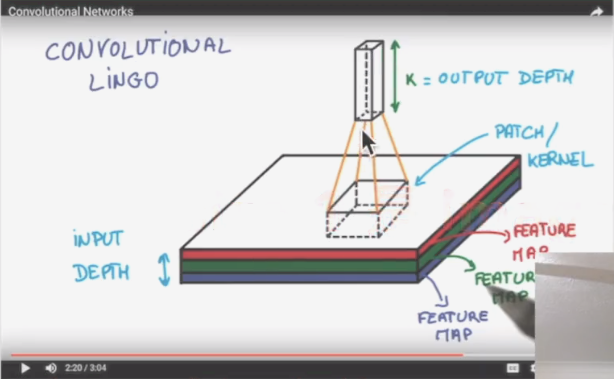 Convolutional Networks
CONVOLUTIONAL
LINGO
K = OUTPUT DEPTH
PATCH/
KERNEL
INPUT
DEPTH
FEATURE
MAP
FEATURE
MAP
FEATURE
MAP
2:20 / 3:04